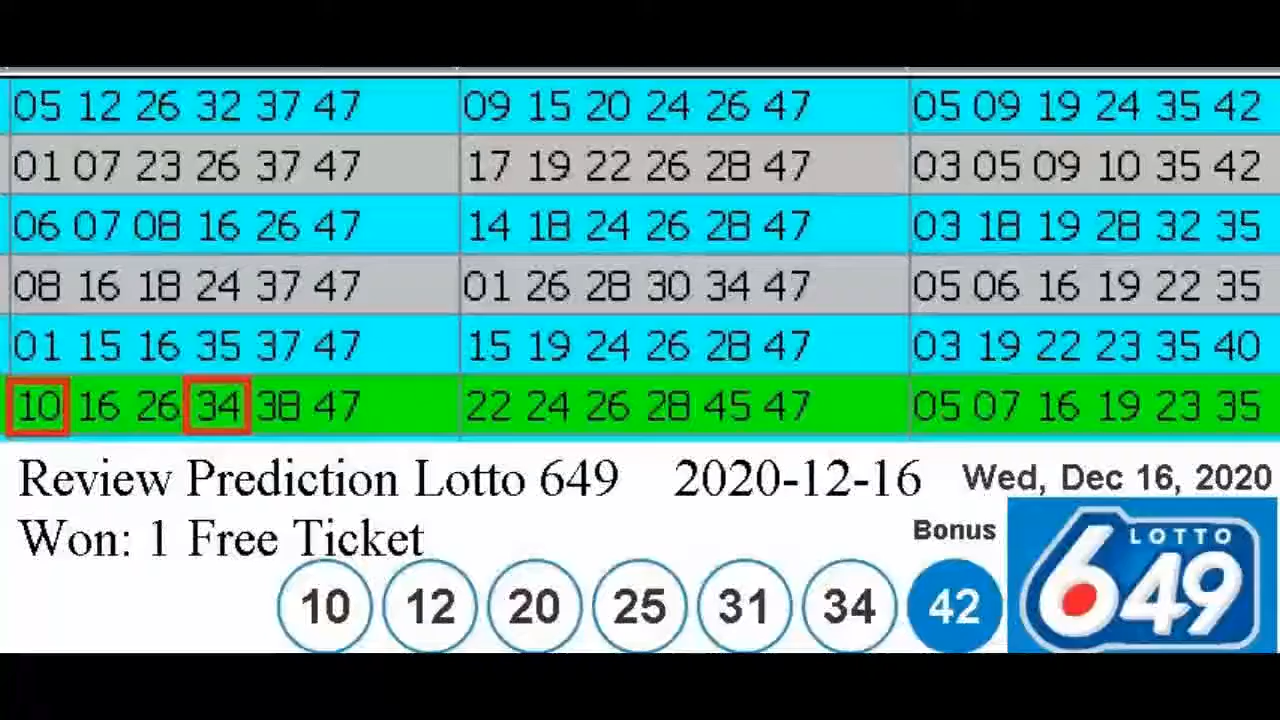 05 12 26 32 37 47 09 15 20 24 26 47 05 09 19 24 35 42
01 07 23 26 37 47 17 19 22 26 28 47 03 05 09 10 35 42
06 07 08 16 26 47 14 18 24 26 28 47 03 18 19 28 32 35
08 16 18 24 37 47 01 26 28 30 34 47 05 06 16 19 22 35
01 15 16 35 37 47 15 19 24 26 28 47 03 19 22 23 35 40
10 16 26 34 38 47 22 24 26 28 45 47 05 07 16 19 23 35
Review Prediction Lotto 649 2020-12-16 Wed, Dec 16, 2020
Won: 1 Free Ticket Bonus
10 12 20 25 31 34 42
LOTTO
649